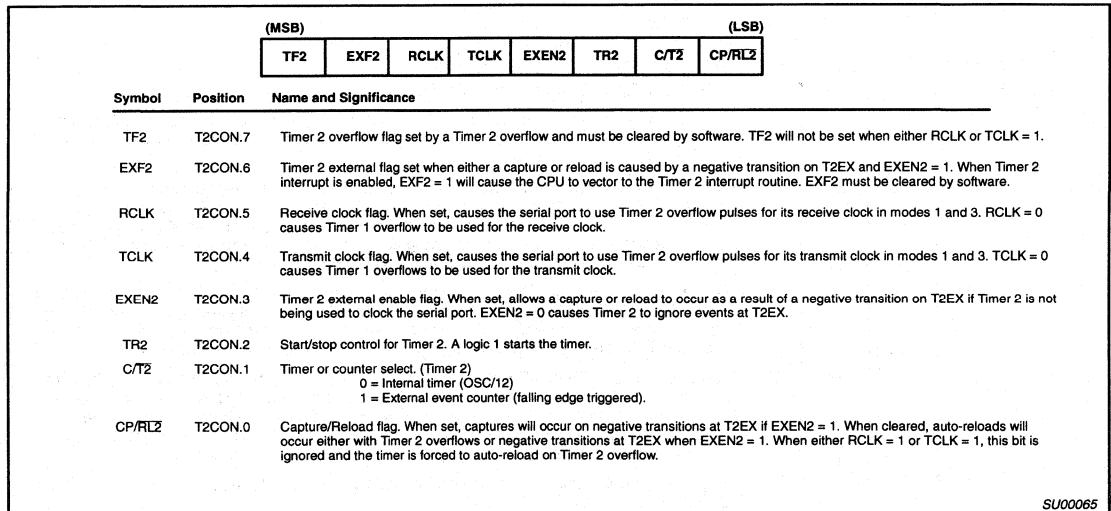 (MSB) (LSB)
TF2 EXF2 RCLK TCLK EXEN2 TR2 C/T2 CP/RL2
Symbol Position Name and Significance
TF2 T2CON.7 Timer 2 overflow flag set by a Timer 2 overflow and must be cleared by software. TF2 will not be set when either RCLK or TCLK = 1.
EXF2 T2CON.6 Timer 2 external flag set when either a capture or reload is caused by a negative transition on T2EX and EXEN2 = 1. When Timer 2
interrupt is enabled, EXF2 = 1 will cause the CPU to vector to the Timer 2 interrupt routine. EXF2 must be cleared by software.
RCLK T2CON.5 Receive clock flag. When set, causes the serial port to use Timer 2 overflow pulses for its receive clock in modes 1 and 3. RCLK = 0
causes Timer 1 overflow to be used for the receive clock.
TCLK T2CON.4 Transmit clock flag. When set, causes the serial port to use Timer 2 overflow pulses for its transmit clock in modes 1 and 3. TCLK = 0
causes Timer 1 overflows to be used for the transmit clock.
EXEN2 T2CON.3 Timer 2 external enable flag. When set, allows a capture or reload to occur as a result of a negative transition on T2EX if Timer 2 is not
being used to clock the serial port. EXEN2 = 0 causes Timer 2 to ignore events at T2EX.
TR2 T2CON.2 Start/stop control for Timer 2. A logic 1 starts the timer.
C/T̅2̅ T2CON.1 Timer or counter select. (Timer 2)
0 = Internal timer (OSC/12)
1 = External event counter (falling edge triggered).
CP/R̅L̅2̅ T2CON.0 Capture/Reload flag. When set, captures will occur on negative transitions at T2EX if EXEN2 = 1. When cleared, auto-reloads will
occur either with Timer 2 overflows or negative transitions at T2EX when EXEN2 = 1. When either RCLK = 1 or TCLK = 1, this bit is
ignored and the timer is forced to auto-reload on Timer 2 overflow.
SU00065